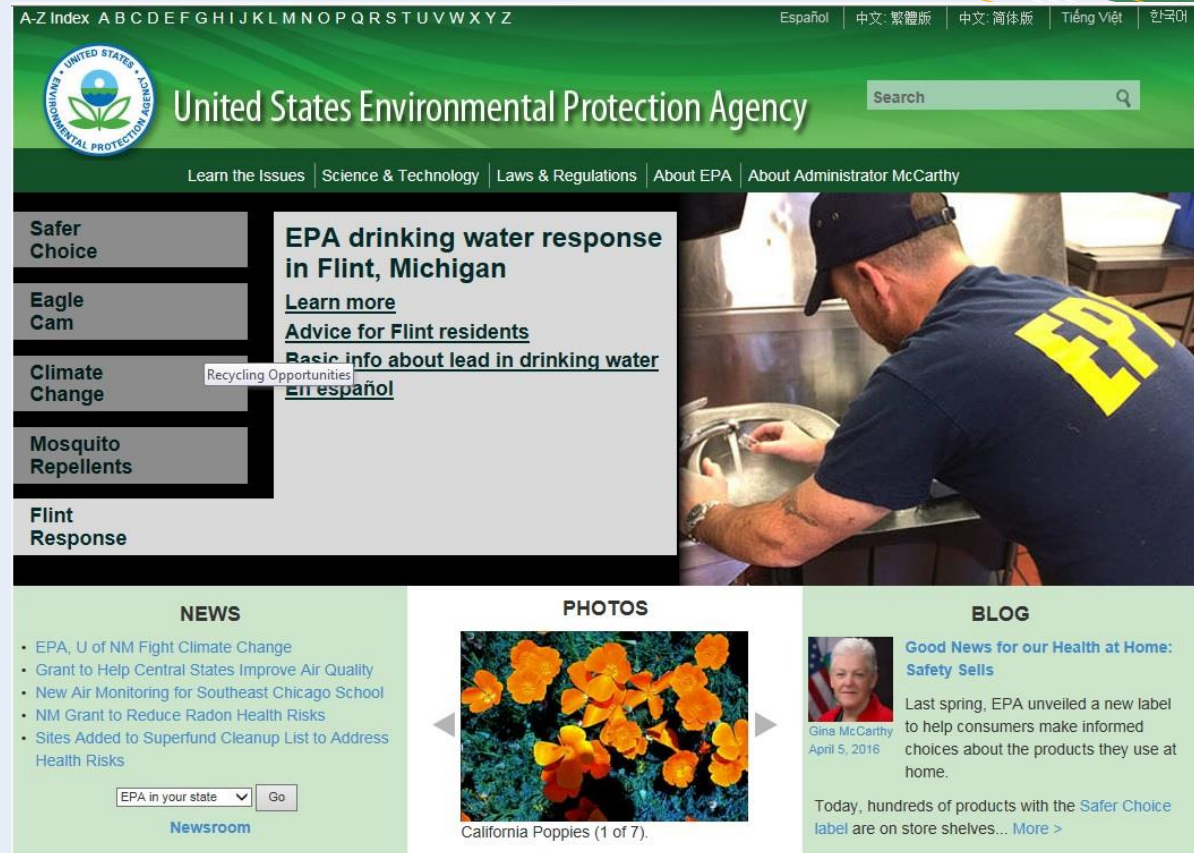 A-Z Index A B C D E F G H I J K L M N O P Q R S T U V W X Y Z
Español 中文: 繁體版 中文: 简体版 Tiếng Việt 한국어
UNITED STATES
ENVIRONMENTAL PROTECTION AGENCY
United States Environmental Protection Agency
Search
Learn the Issues Science & Technology Laws & Regulations About EPA About Administrator McCarthy
Safer
Choice
Eagle
Cam
Climate
Change
Mosquito
Repellents
Flint
Response
EPA drinking water response
in Flint, Michigan
Learn more
Advice for Flint residents
Basic info about lead in drinking water
Recycling Opportunities
En español
EPA
NEWS
• EPA, U of NM Fight Climate Change
• Grant to Help Central States Improve Air Quality
• New Air Monitoring for Southeast Chicago School
• NM Grant to Reduce Radon Health Risks
• Sites Added to Superfund Cleanup List to Address
Health Risks
EPA in your state Go
Newsroom
PHOTOS
California Poppies (1 of 7).
BLOG
Gina McCarthy
April 5, 2016
Good News for our Health at Home:
Safety Sells
Last spring, EPA unveiled a new label
to help consumers make informed
choices about the products they use at
home.
Today, hundreds of products with the Safer Choice
label are on store shelves... More >